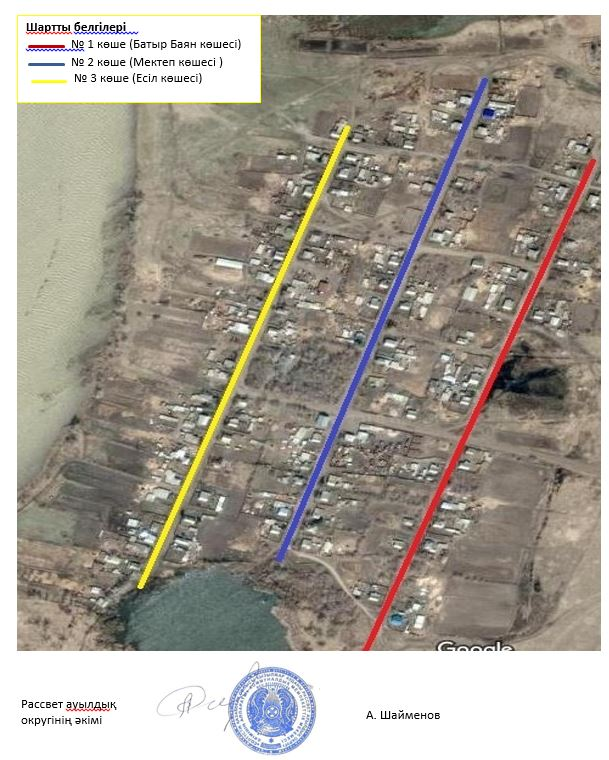 Шартты белгілері
№ 1 көше (Батыр Баян көшесі)
№ 2 көше (Мектеп көшесі )
№ 3 көше (Есіл көшесі)
Google
Рассвет ауылдық
округінің әкімі
А. Шайменов